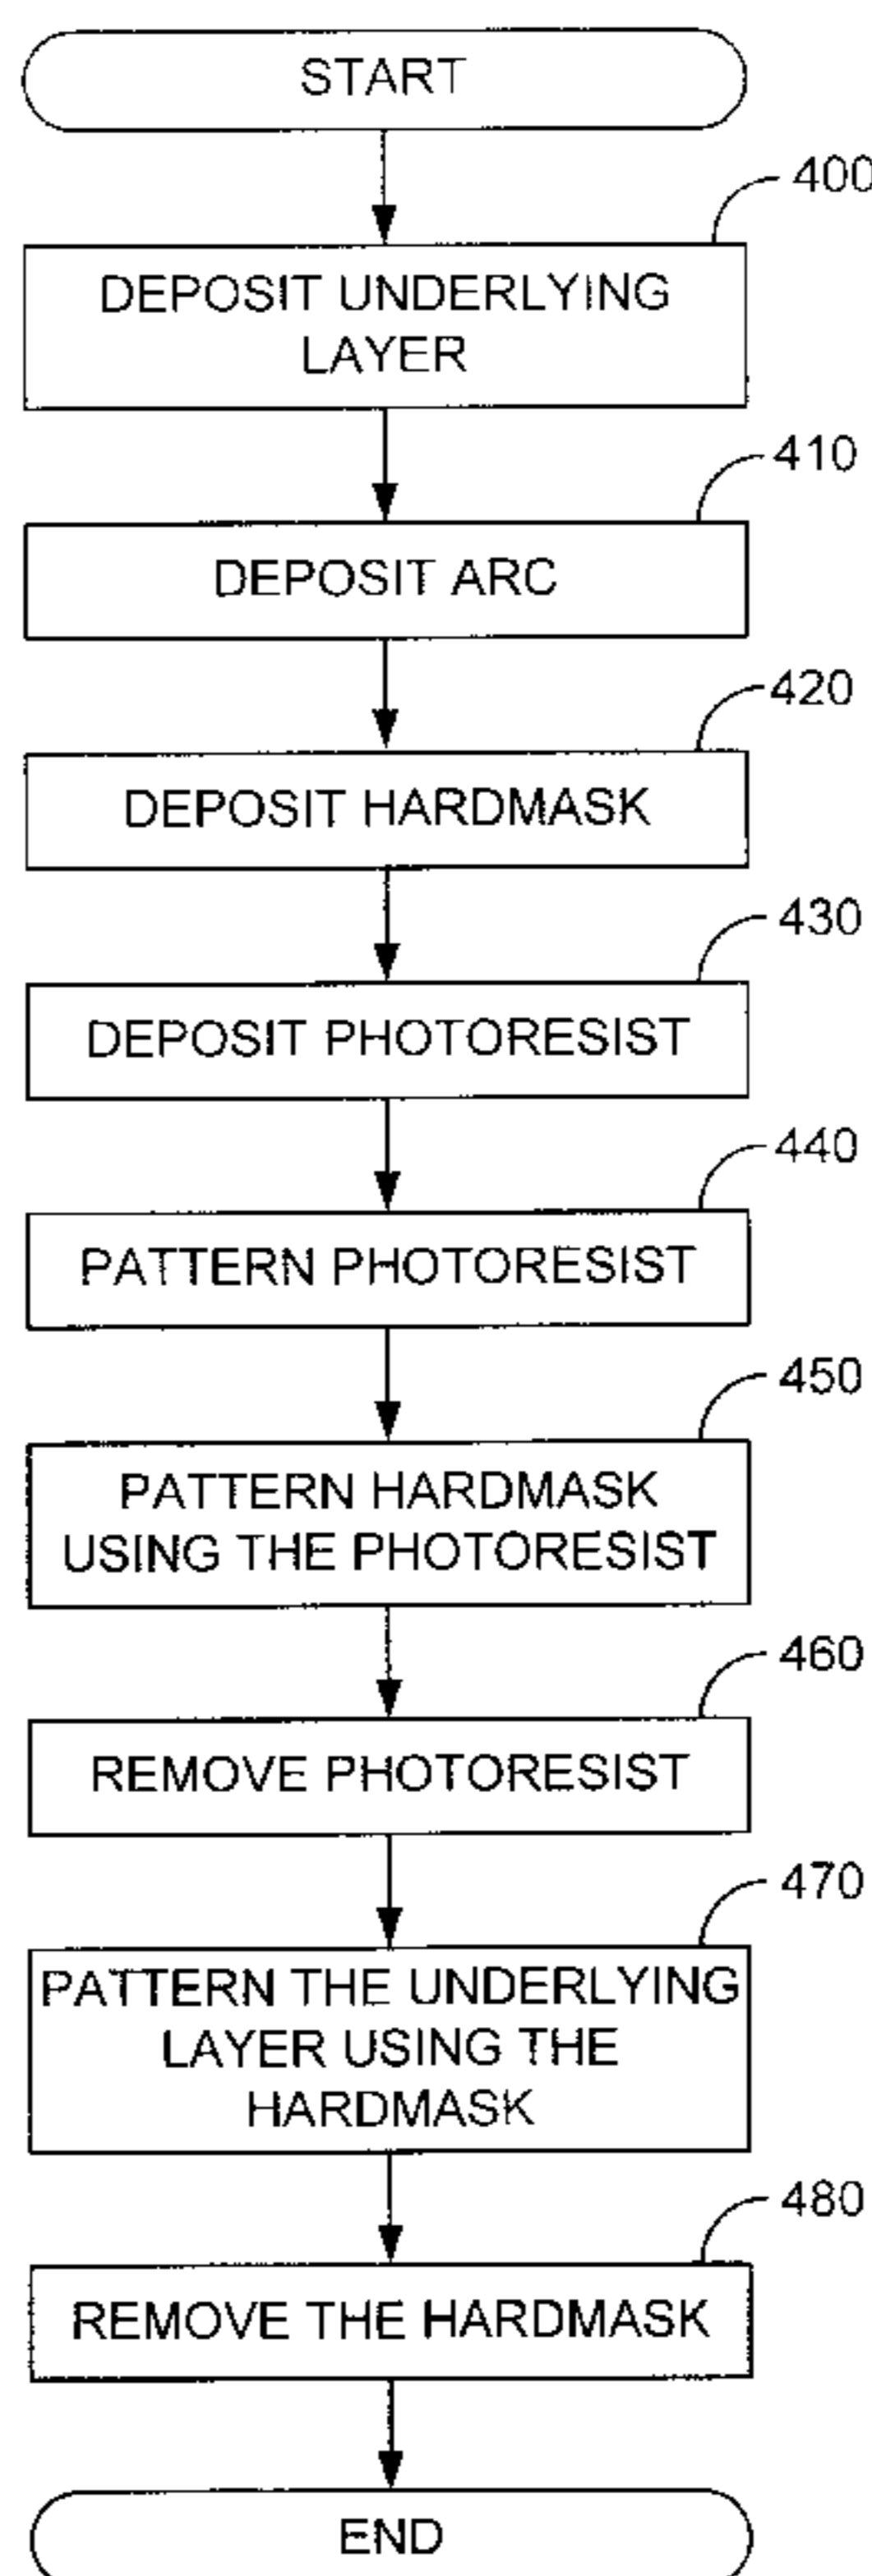 START
400
DEPOSIT UNDERLYING
LAYER
410
DEPOSIT ARC
420
DEPOSIT HARDMASK
430
DEPOSIT PHOTORESIST
440
PATTERN PHOTORESIST
450
PATTERN HARDMASK
USING THE PHOTORESIST
460
REMOVE PHOTORESIST
470
PATTERN THE UNDERLYING
LAYER USING THE
HARDMASK
480
REMOVE THE HARDMASK
END